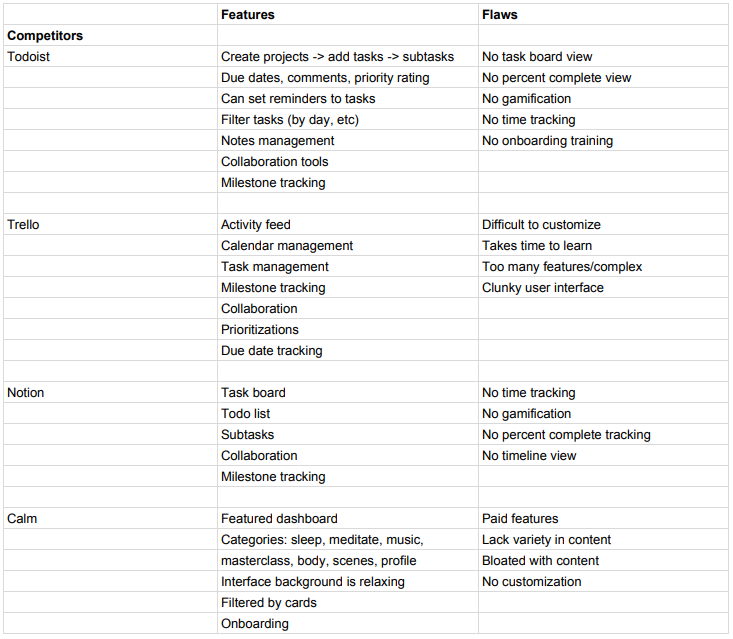 Features Flaws
Competitors
Todoist Create projects -> add tasks -> subtasks No task board view
Due dates, comments, priority rating No percent complete view
Can set reminders to tasks No gamification
Filter tasks (by day, etc) No time tracking
Notes management No onboarding training
Collaboration tools
Milestone tracking
Trello Activity feed Difficult to customize
Calendar management Takes time to learn
Task management Too many features/complex
Milestone tracking Clunky user interface
Collaboration
Prioritizations
Due date tracking
Notion Task board No time tracking
Todo list No gamification
Subtasks No percent complete tracking
Collaboration No timeline view
Milestone tracking
Calm Featured dashboard Paid features
Categories: sleep, meditate, music, Lack variety in content
masterclass, body, scenes, profile Bloated with content
Interface background is relaxing No customization
Filtered by cards
Onboarding